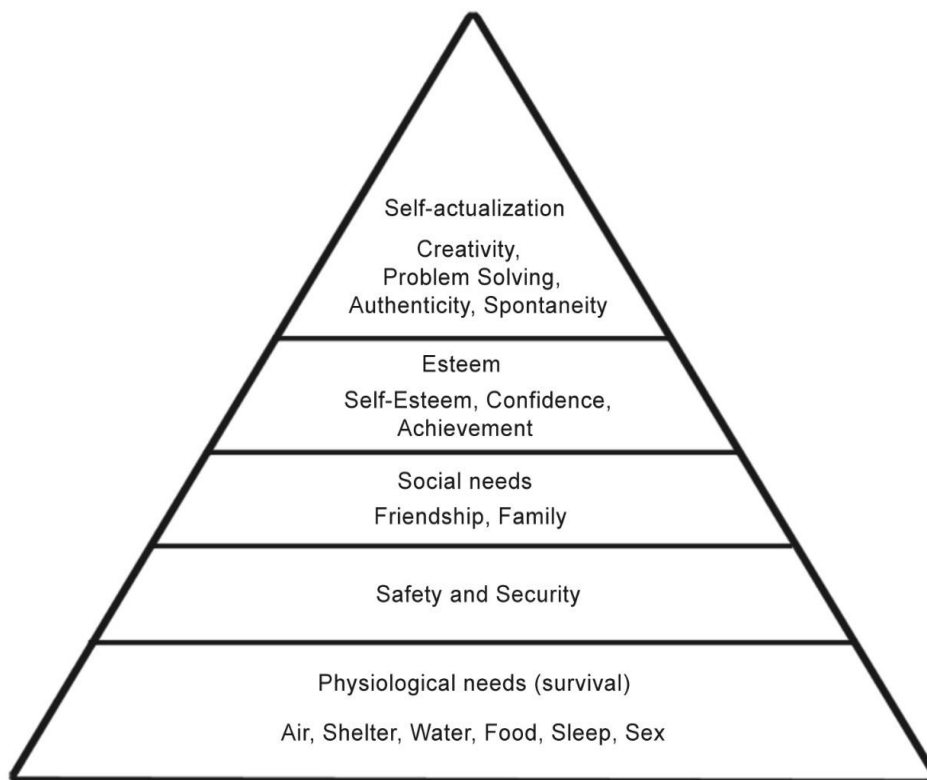 Self-actualization
Creativity,
Problem Solving,
Authenticity, Spontaneity
Esteem
Self-Esteem, Confidence,
Achievement
Social needs
Friendship, Family
Safety and Security
Physiological needs (survival)
Air, Shelter, Water, Food, Sleep, Sex